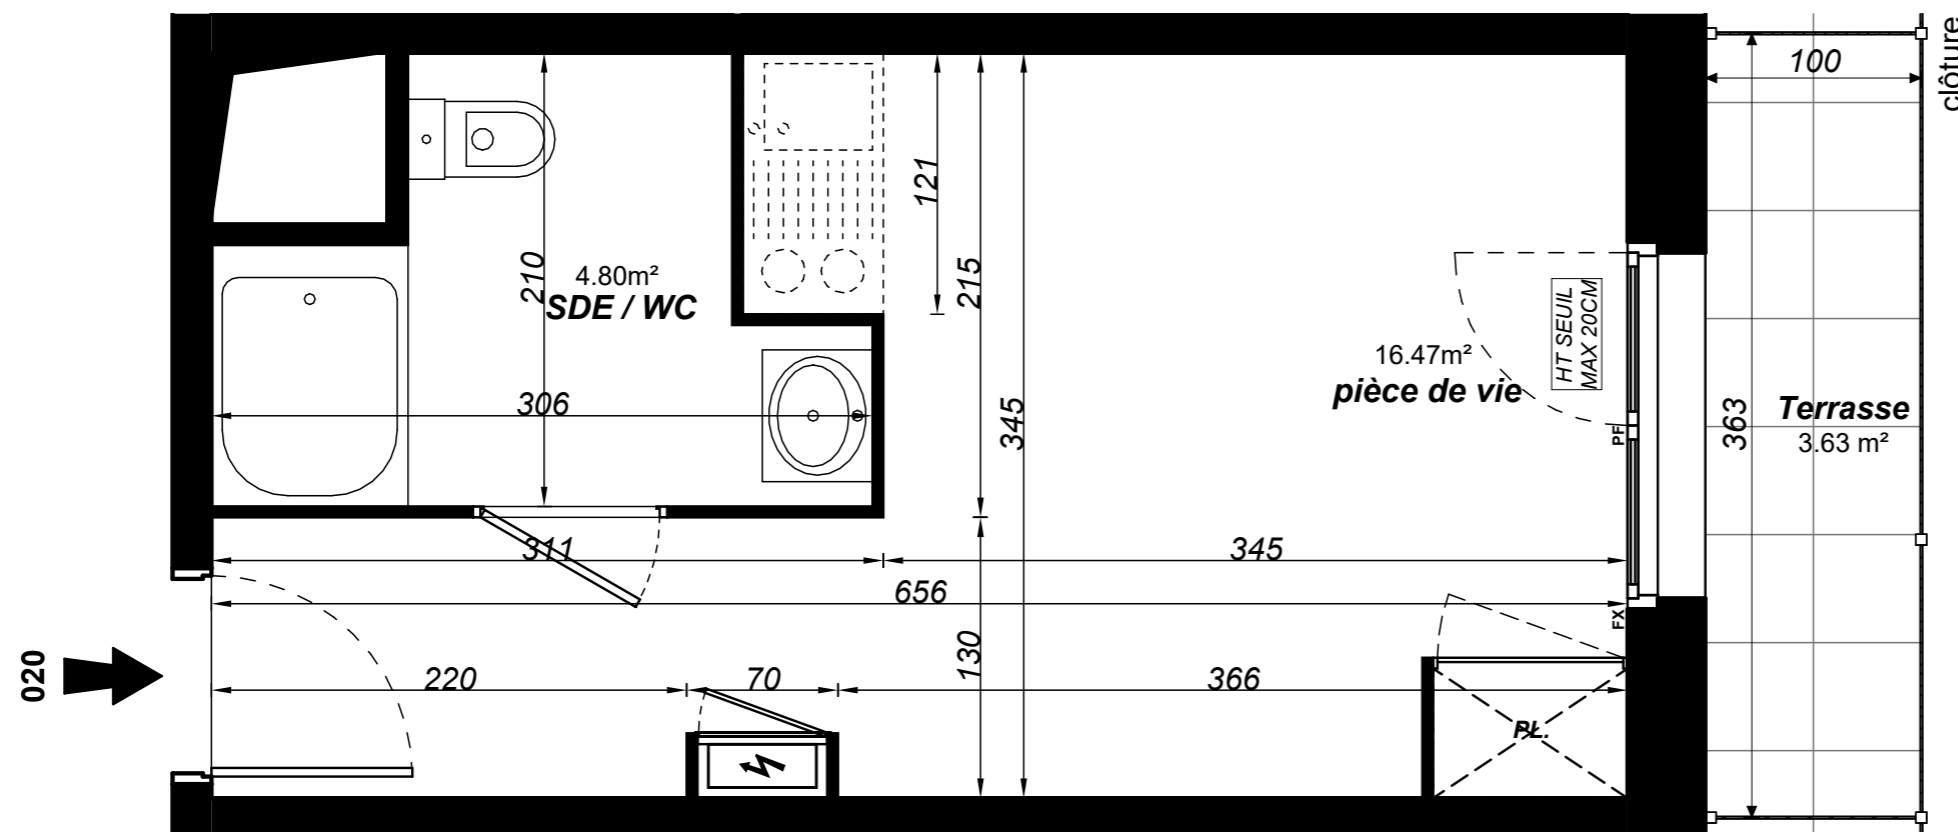 clôture
100
121
210
4.80m²
SDE / WC
215
HT SEUIL
MAX 20CM
16.47m²
pièce de vie
306
345
363
Terrasse
3.63 m²
PF
311
345
656
FX
020
220
70
130
366
PL.